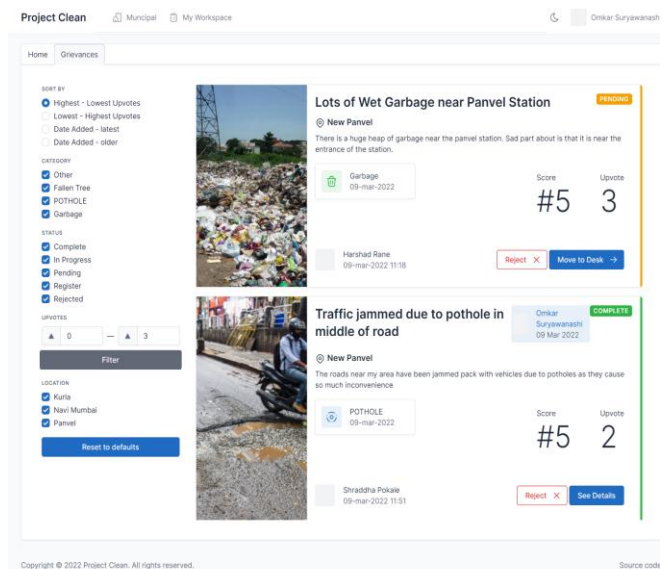 Project Clean Muncipal My Workspace Omkar Suryawanash
Home Grievances
SORT BY
Highest - Lowest Upvotes
Lowest - Highest Upvotes
Date Added - latest
Date Added - older
CATEGORY
Other
Fallen Tree
POTHOLE
Garbage
STATUS
Complete
In Progress
Pending
Register
Rejected
UPVOTES
0 — 3
Filter
LOCATION
Kurla
Navi Mumbai
Panvel
Reset to defaults
Lots of Wet Garbage near Panvel Station PENDING
New Panvel
There is a huge heap of garbage near the panvel station. Sad part about is that it is near the
entrance of the station.
Garbage
09-mar-2022
Score Upvote
#5 3
Harshad Rane
09-mar-2022 11:18
Reject X Move to Desk →
Traffic jammed due to pothole in
middle of road
Omkar
Suryawanashi
09 Mar 2022
COMPLETE
New Panvel
The roads near my area have been jammed pack with vehicles due to potholes as they cause
so much inconvenience
POTHOLE
09-mar-2022
Score Upvote
#5 2
Shraddha Pokale
09-mar-2022 11:51
Reject X See Details
Copyright © 2022 Project Clean. All rights reserved. Source code